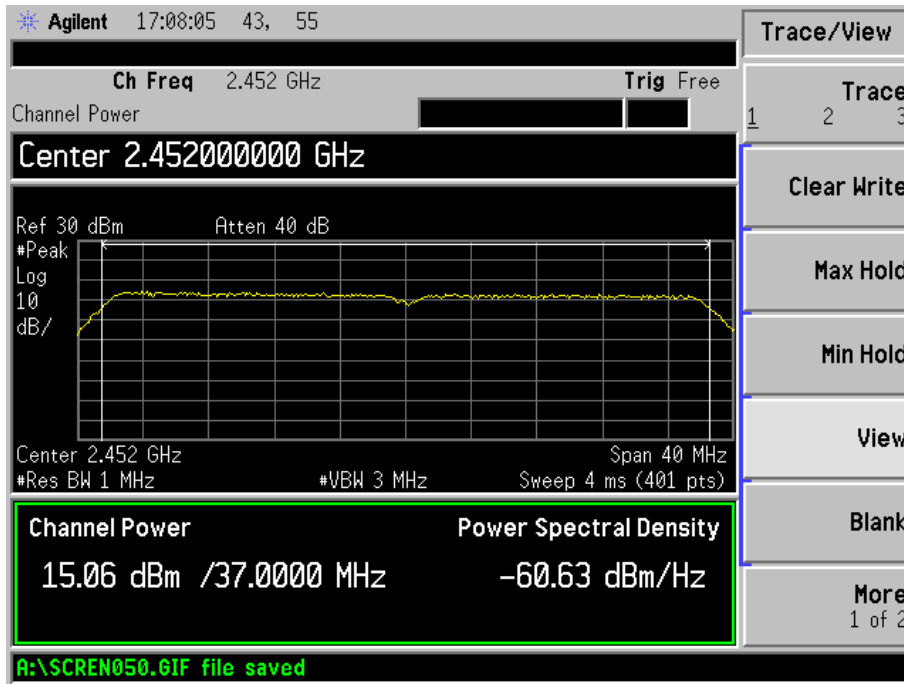 Agilent 17:08:05 43, 55
Trace/View
Ch Freq 2.452 GHz Trig Free
Channel Power
Trace
1 2 3
Center 2.452000000 GHz
Clear Write
Ref 30 dBm Atten 40 dB
#Peak
Log
10
dB/
Max Hold
Min Hold
Center 2.452 GHz Span 40 MHz
#Res BW 1 MHz #VBW 3 MHz Sweep 4 ms (401 pts)
View
Channel Power Power Spectral Density
15.06 dBm /37.0000 MHz -60.63 dBm/Hz
Blank
More
1 of 2
A:\SCREN050.GIF file saved